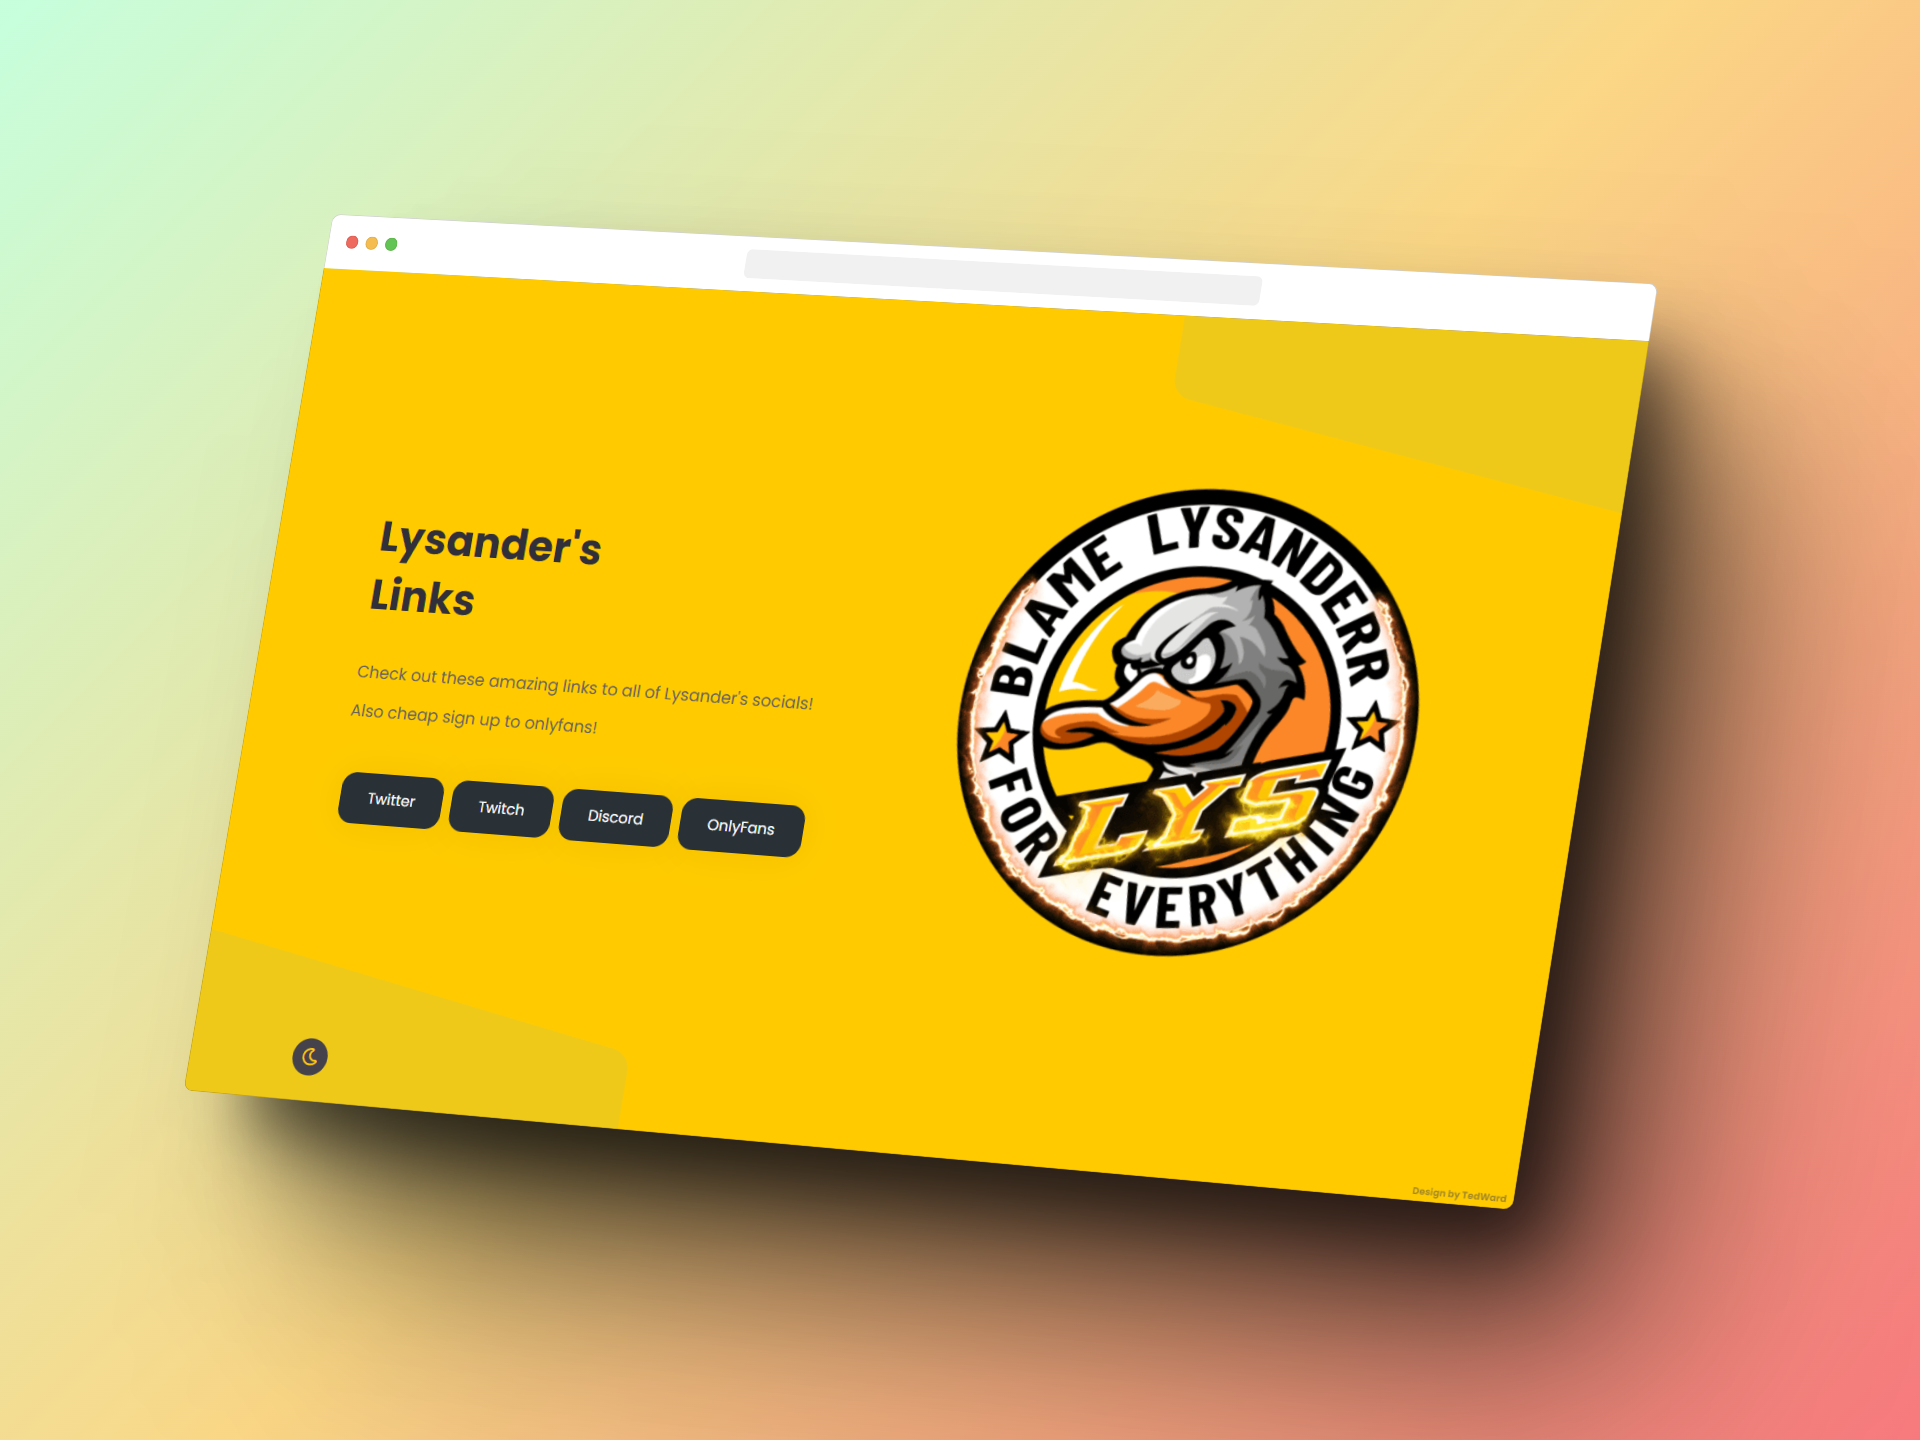 Lysander's
Links
Check out these amazing links to all of Lysander's socials!
Also cheap sign up to onlyfans!
Twitter
Twitch
Discord
OnlyFans
BLAME LYSANDERR
FOR EVERYTHING
LYS
Design by TedWard